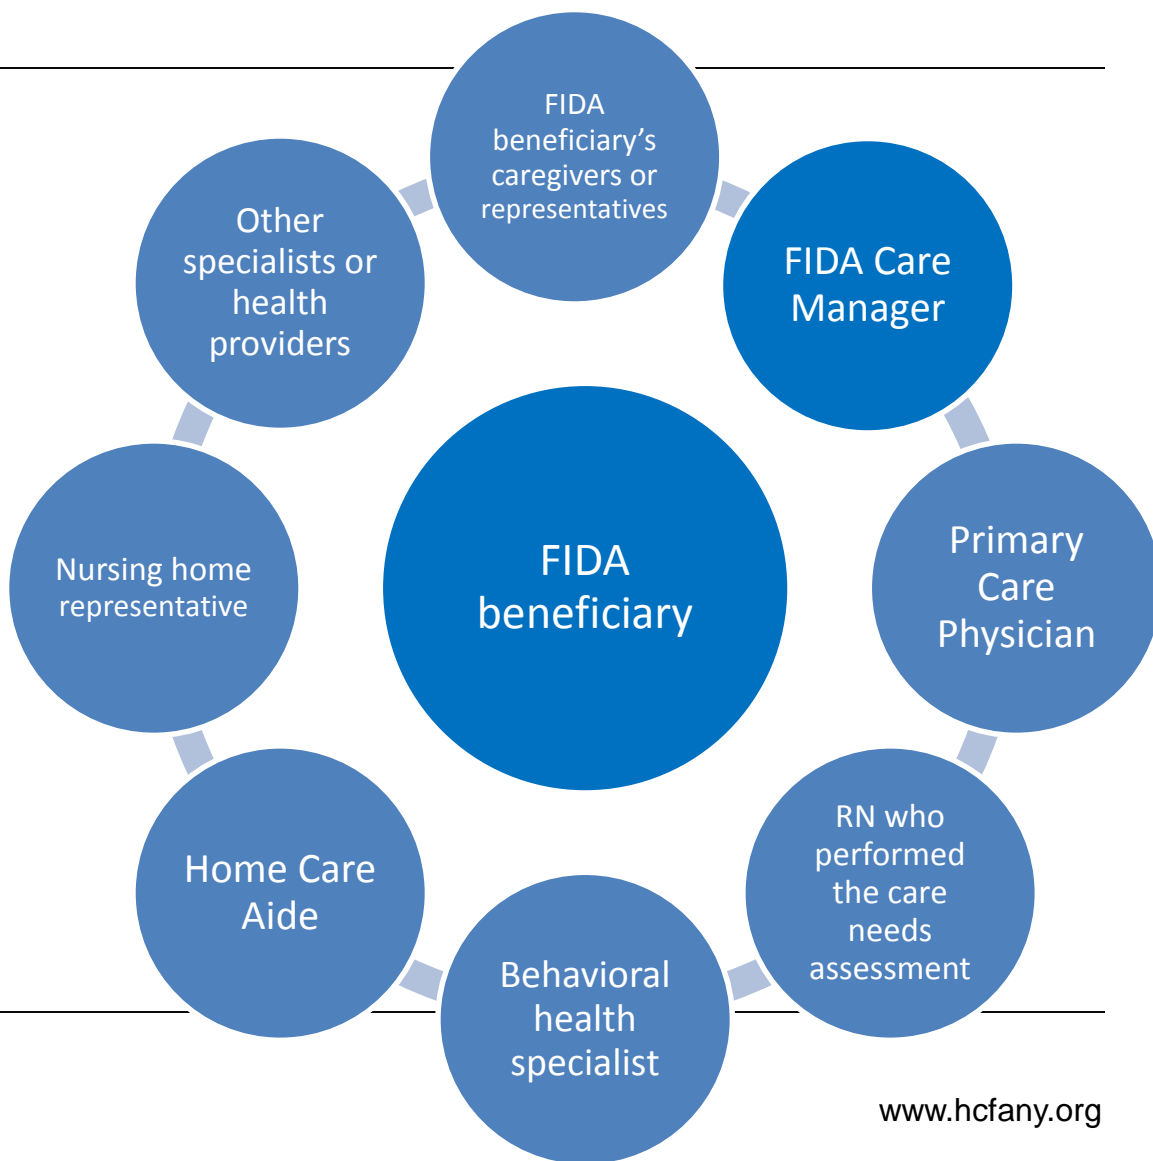 FIDA
beneficiary's
caregivers or
representatives
FIDA Care
Manager
Primary
Care
Physician
RN who
performed
the care
needs
assessment
Behavioral
health
specialist
Home Care
Aide
Nursing home
representative
Other
specialists or
health
providers
FIDA
beneficiary
www.hcfany.org